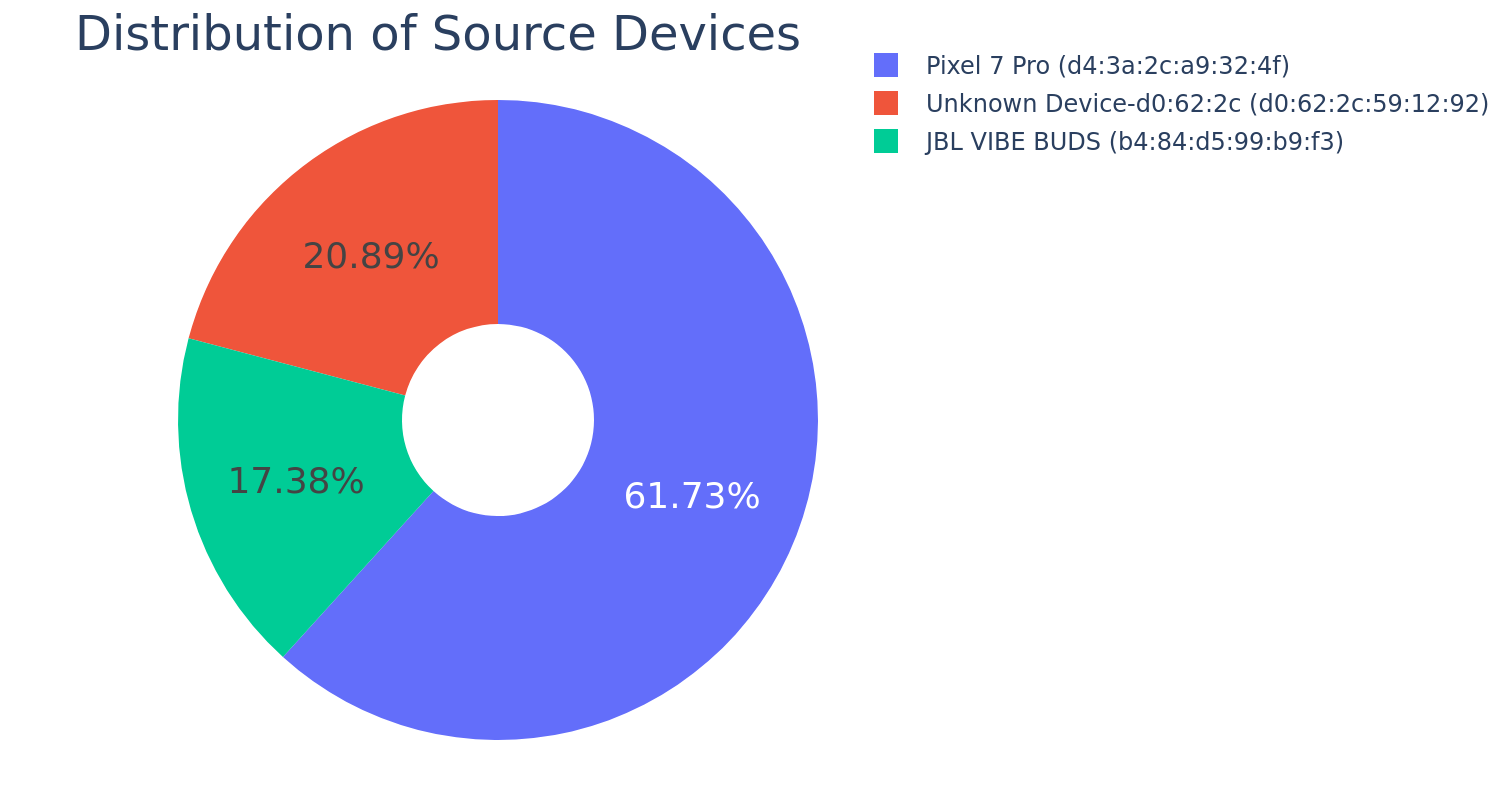 Distribution of Source Devices
Pixel 7 Pro (d4:3a:2c:a9:32:4f)
Unknown Device-d0:62:2c (d0:62:2c:59:12:92)
JBL VIBE BUDS (b4:84:d5:99:b9:f3)
20.89%
17.38%
61.73%